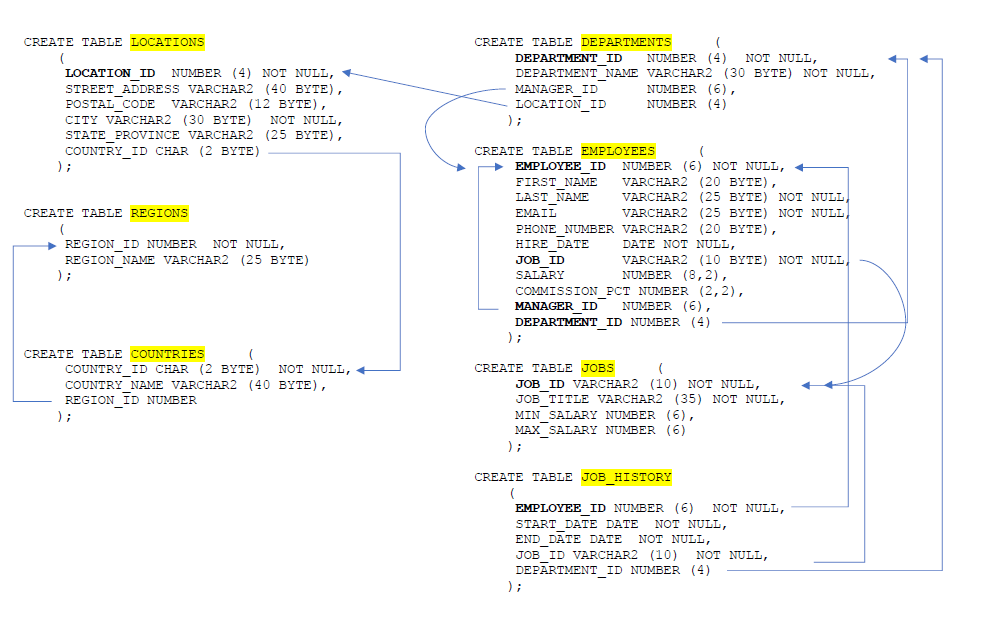 CREATE TABLE LOCATIONS
(
LOCATION_ID NUMBER (4) NOT NULL,
STREET_ADDRESS VARCHAR2 (40 BYTE),
POSTAL_CODE VARCHAR2 (12 BYTE),
CITY VARCHAR2 (30 BYTE) NOT NULL,
STATE_PROVINCE VARCHAR2 (25 BYTE),
COUNTRY_ID CHAR (2 BYTE)
);
CREATE TABLE REGIONS
(
REGION_ID NUMBER NOT NULL,
REGION_NAME VARCHAR2 (25 BYTE)
);
CREATE TABLE COUNTRIES (
COUNTRY_ID CHAR (2 BYTE) NOT NULL,
COUNTRY_NAME VARCHAR2 (40 BYTE),
REGION_ID NUMBER
);
CREATE TABLE DEPARTMENTS (
DEPARTMENT_ID NUMBER (4) NOT NULL,
DEPARTMENT_NAME VARCHAR2 (30 BYTE) NOT NULL,
MANAGER_ID NUMBER (6),
LOCATION_ID NUMBER (4)
);
CREATE TABLE EMPLOYEES (
EMPLOYEE_ID NUMBER (6) NOT NULL,
FIRST_NAME VARCHAR2 (20 BYTE),
LAST_NAME VARCHAR2 (25 BYTE) NOT NULL,
EMAIL VARCHAR2 (25 BYTE) NOT NULL,
PHONE_NUMBER VARCHAR2 (20 BYTE),
HIRE_DATE DATE NOT NULL,
JOB_ID VARCHAR2 (10 BYTE) NOT NULL,
SALARY NUMBER (8,2),
COMMISSION_PCT NUMBER (2,2),
MANAGER_ID NUMBER (6),
DEPARTMENT_ID NUMBER (4)
);
CREATE TABLE JOBS (
JOB_ID VARCHAR2 (10) NOT NULL,
JOB_TITLE VARCHAR2 (35) NOT NULL,
MIN_SALARY NUMBER (6),
MAX_SALARY NUMBER (6)
);
CREATE TABLE JOB_HISTORY
(
EMPLOYEE_ID NUMBER (6) NOT NULL,
START_DATE DATE NOT NULL,
END_DATE DATE NOT NULL,
JOB_ID VARCHAR2 (10) NOT NULL,
DEPARTMENT_ID NUMBER (4)
);